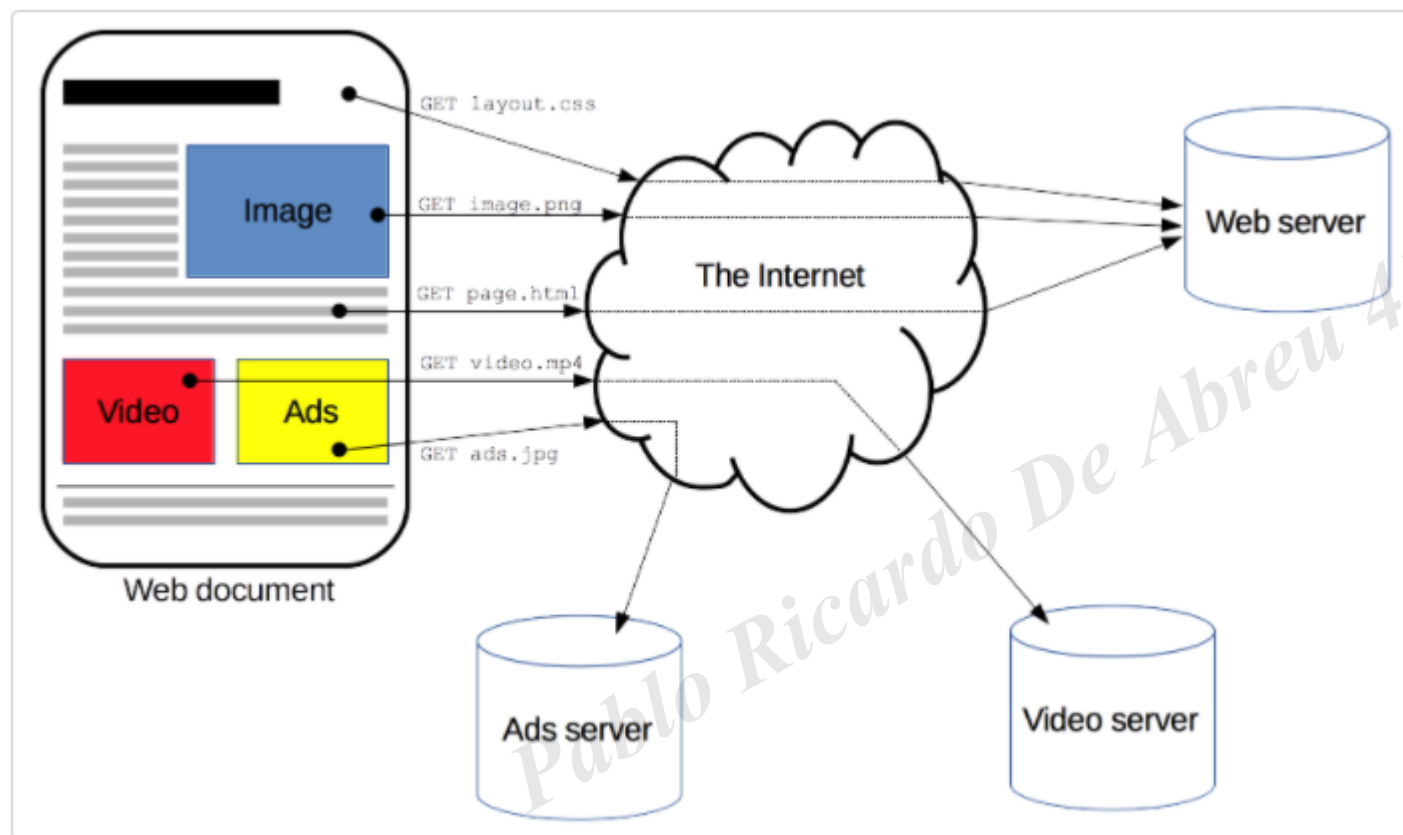 GET layout.css
GET image.png
Image
Web server
The Internet
GET page.html
GET video.mp4
Video
Ads
GET ads.jpg
Web document
Ads server
Video server
Pablo Ricardo De Abreu 4